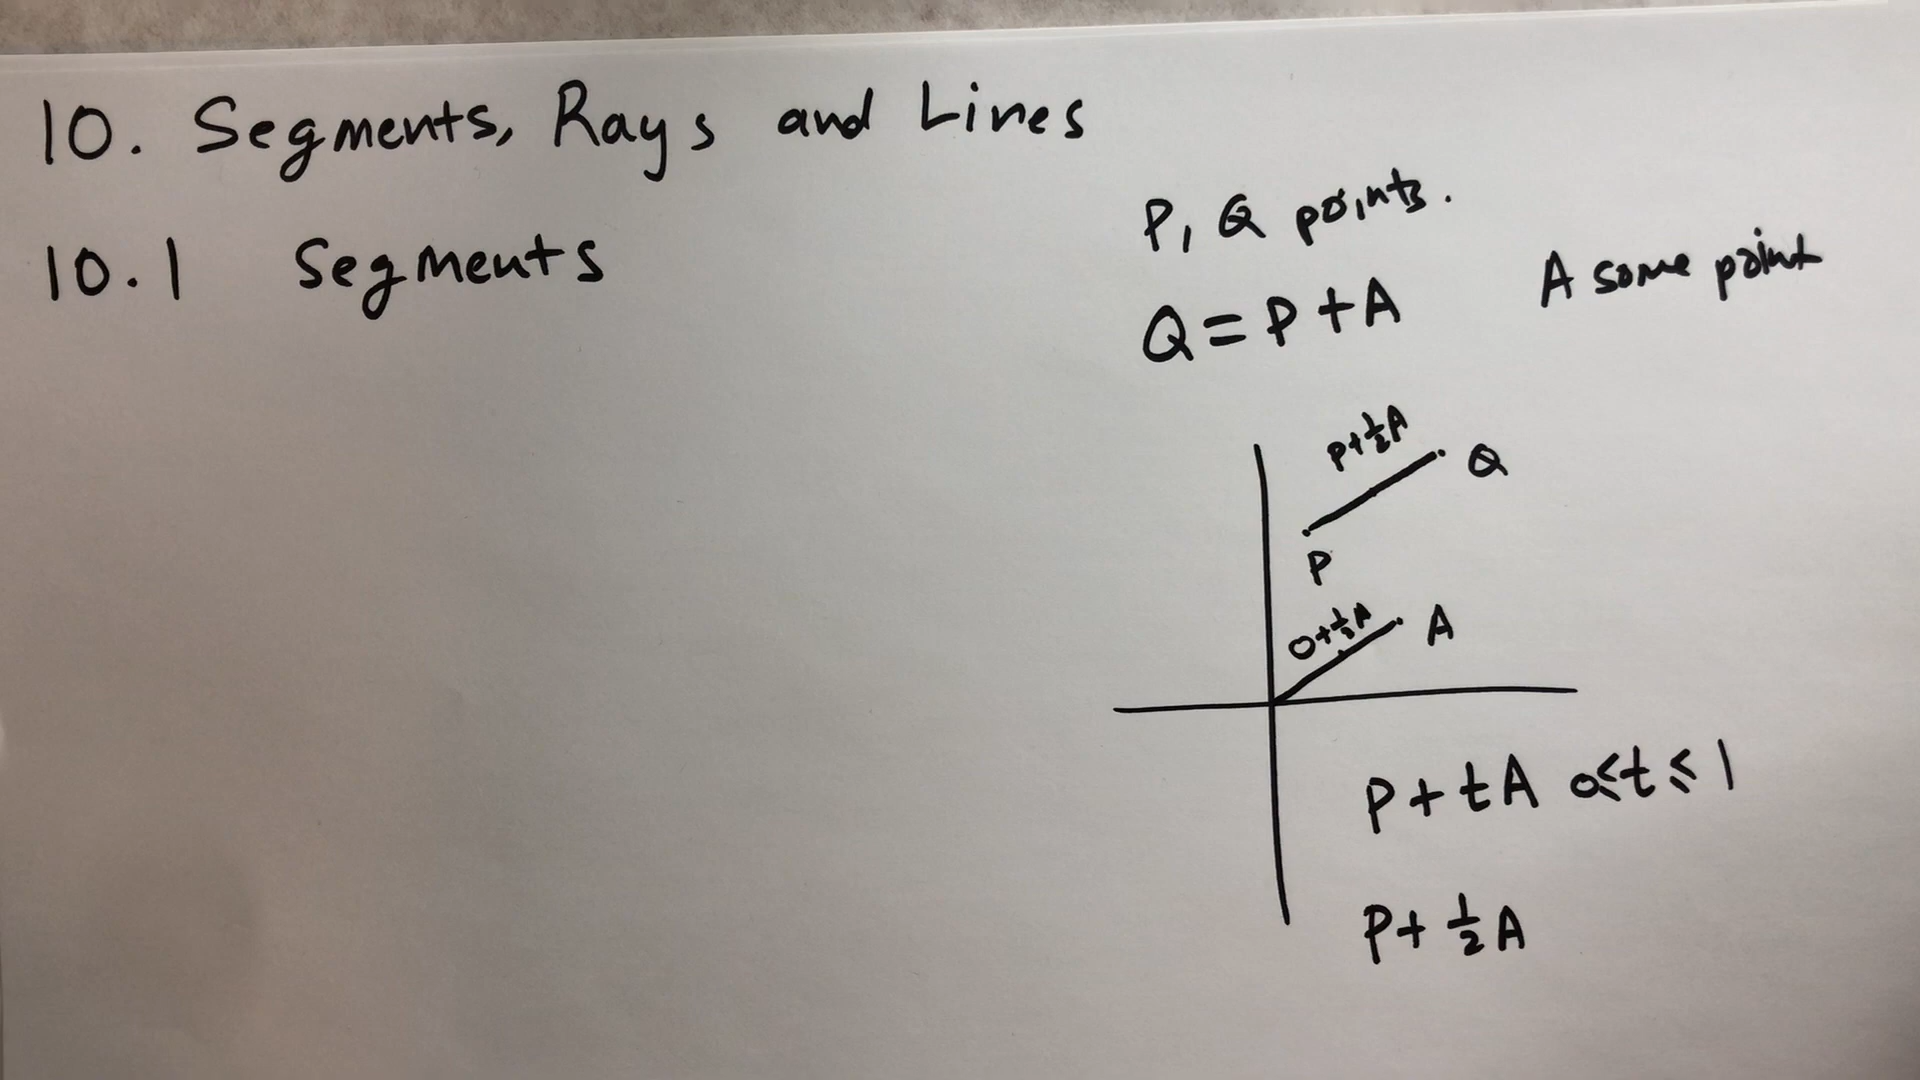 10. Segments, Rays and Lines
10.1 Segments
P, Q points.
Q = P + A A some point
P+½A
Q
P
O+½A
A
P + tA 0≤t≤1
P+ ½A